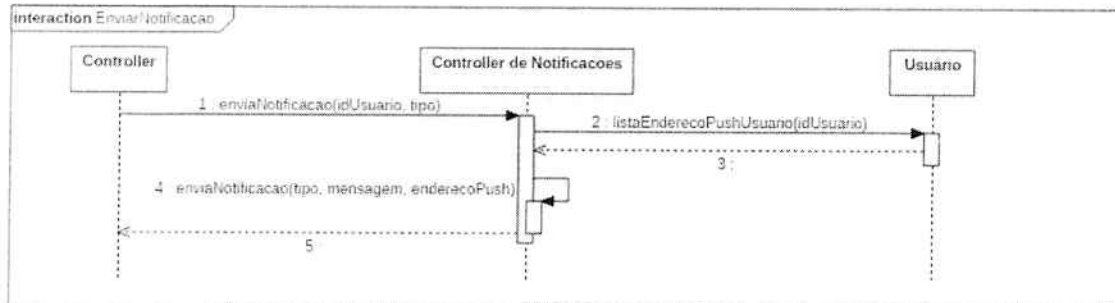 interaction EnviarNotificacao
Controller
Controller de Notificacoes
Usuário
1 : enviaNotificacao(idUsuario, tipo)
2 : listaEnderecoPushUsuario(idUsuario)
3 :
4 : enviaNotificacao(tipo, mensagem, enderecoPush)
5 :